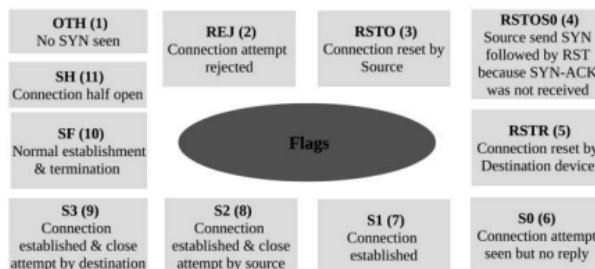 OTH (1)
No SYN seen
REJ (2)
Connection attempt
rejected
RSTO (3)
Connection reset by
Source
RSTOS0 (4)
Source send SYN
followed by RST
because SYN-ACK
was not received
SH (11)
Connection half open
SF (10)
Normal establishment
& termination
Flags
RSTR (5)
Connection reset by
Destination device
S3 (9)
Connection
established & close
attempt by destination
S2 (8)
Connection
established & close
attempt by source
S1 (7)
Connection
established
S0 (6)
Connection attempt
seen but no reply